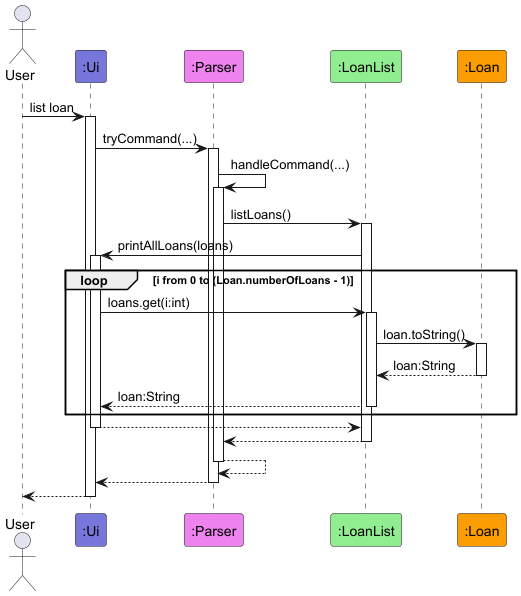 User
:Ui
:Parser
:LoanList
:Loan
list loan
tryCommand(...)
handleCommand(...)
listLoans()
printAllLoans(loans)
loop
[i from 0 to (Loan.numberOfLoans - 1)]
loans.get(i:int)
loan.toString()
loan:String
loan:String
User
:Ui
:Parser
:LoanList
:Loan